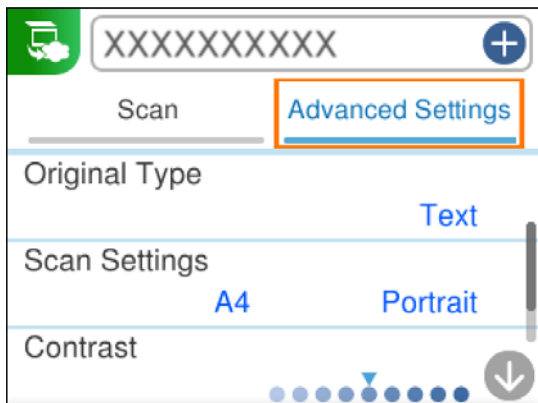 XXXXXXXXXX
Scan Advanced Settings
Original Type
Text
Scan Settings
A4 Portrait
Contrast